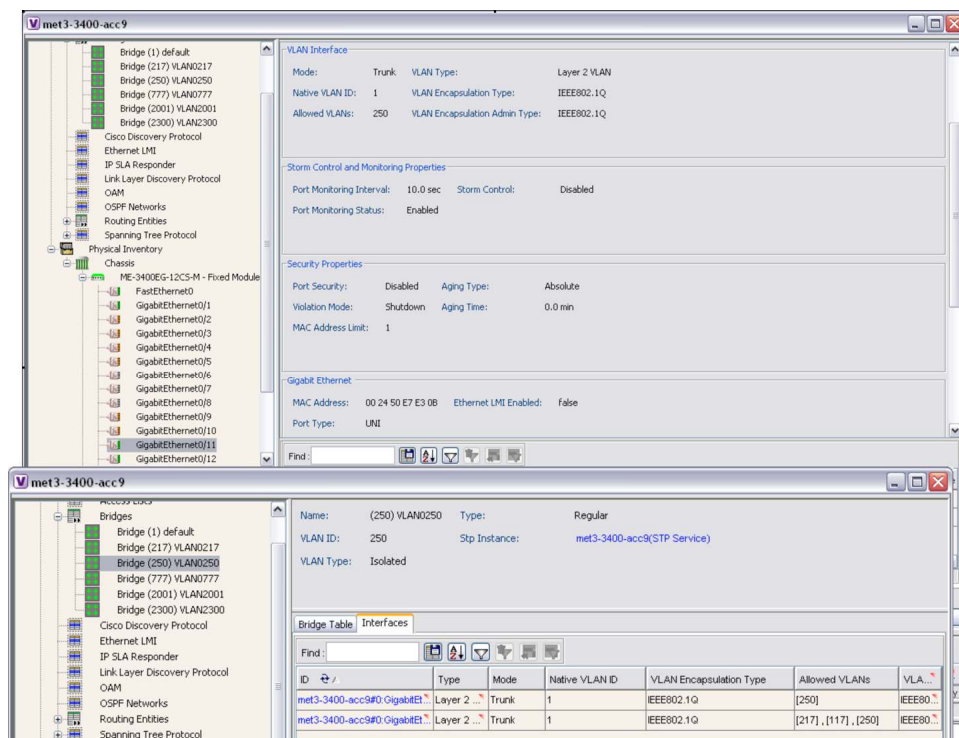 met3-3400-acc9
Bridge (1) default
Bridge (217) VLAN0217
Bridge (250) VLAN0250
Bridge (777) VLAN0777
Bridge (2001) VLAN2001
Bridge (2300) VLAN2300
Cisco Discovery Protocol
Ethernet LMI
IP SLA Responder
Link Layer Discovery Protocol
OAM
OSPF Networks
Routing Entities
Spanning Tree Protocol
Physical Inventory
Chassis
ME-3400EG-12CS-M - Fixed Module
FastEthernet0
GigabitEthernet0/1
GigabitEthernet0/2
GigabitEthernet0/3
GigabitEthernet0/4
GigabitEthernet0/5
GigabitEthernet0/6
GigabitEthernet0/7
GigabitEthernet0/8
GigabitEthernet0/9
GigabitEthernet0/10
GigabitEthernet0/11
GigabitEthernet0/12
VLAN Interface
Mode: Trunk VLAN Type: Layer 2 VLAN
Native VLAN ID: 1 VLAN Encapsulation Type: IEEE802.1Q
Allowed VLANs: 250 VLAN Encapsulation Admin Type: IEEE802.1Q
Storm Control and Monitoring Properties
Port Monitoring Interval: 10.0 sec Storm Control: Disabled
Port Monitoring Status: Enabled
Security Properties
Port Security: Disabled Aging Type: Absolute
Violation Mode: Shutdown Aging Time: 0.0 min
MAC Address Limit: 1
Gigabit Ethernet
MAC Address: 00 24 50 E7 E3 0B Ethernet LMI Enabled: false
Port Type: UNI
Find :
met3-3400-acc9
Bridges
Bridge (1) default
Bridge (217) VLAN0217
Bridge (250) VLAN0250
Bridge (777) VLAN0777
Bridge (2001) VLAN2001
Bridge (2300) VLAN2300
Cisco Discovery Protocol
Ethernet LMI
IP SLA Responder
Link Layer Discovery Protocol
OAM
OSPF Networks
Routing Entities
Spanning Tree Protocol
Name: (250) VLAN0250 Type: Regular
VLAN ID: 250 Stp Instance: met3-3400-acc9(STP Service)
VLAN Type: Isolated
Bridge Table Interfaces
Find :
ID Type Mode Native VLAN ID VLAN Encapsulation Type Allowed VLANs VLA...
met3-3400-acc9#0:GigabitEt... Layer 2 ... Trunk 1 IEEE802.1Q [250] IEEE80...
met3-3400-acc9#0:GigabitEt... Layer 2 ... Trunk 1 IEEE802.1Q [217] , [117] , [250] IEEE80...